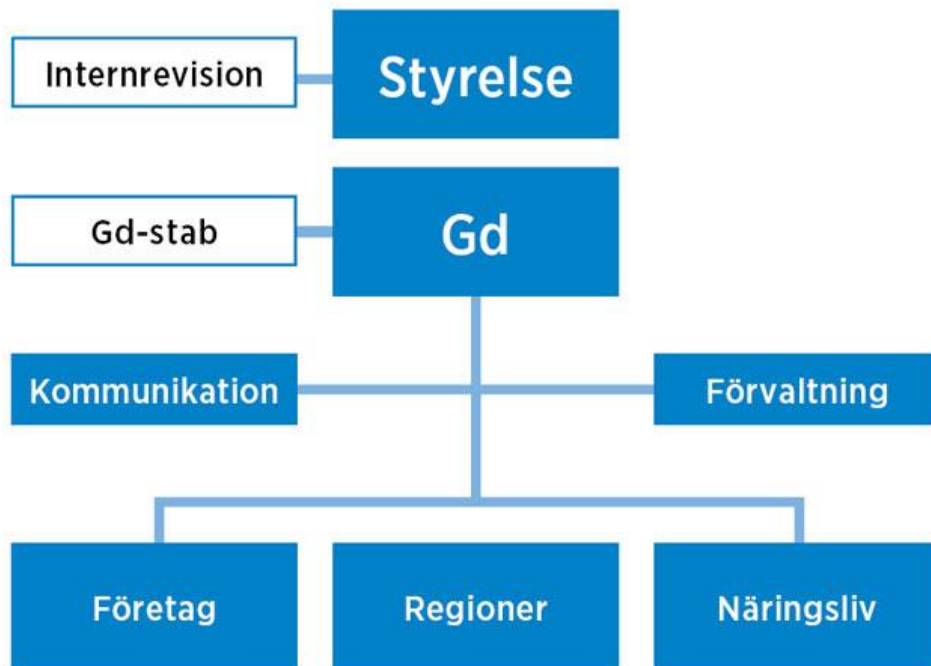 Internrevision
Styrelse
Gd-stab
Gd
Kommunikation
Förvaltning
Företag
Regioner
Näringsliv